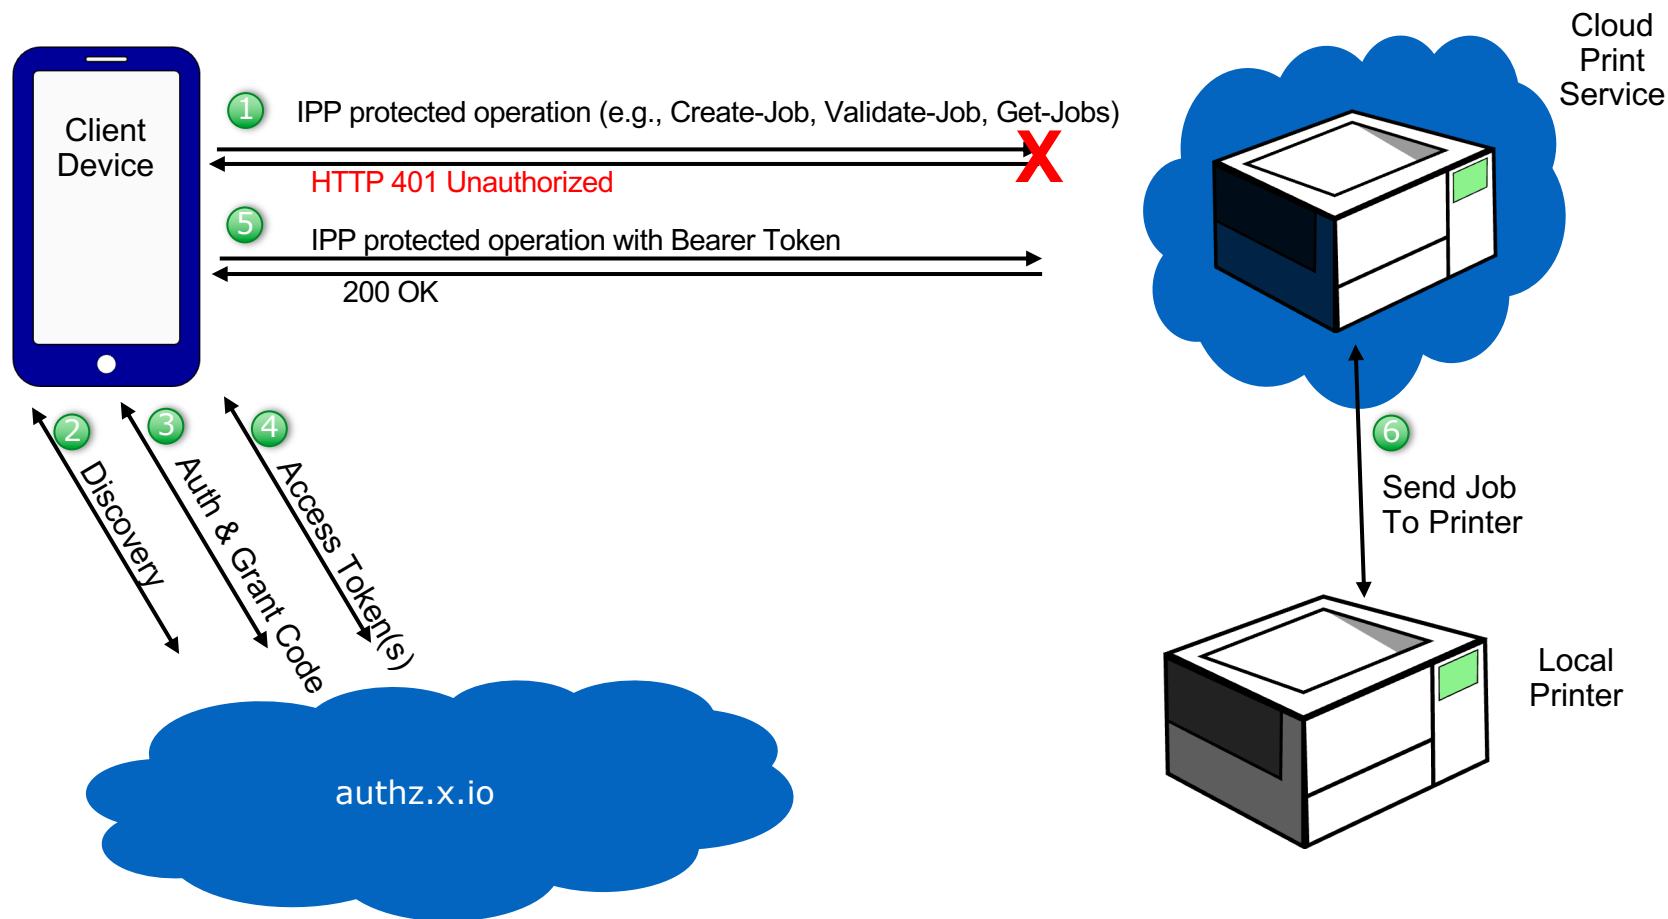 Cloud
Print
Service
Client
Device
1
IPP protected operation (e.g., Create-Job, Validate-Job, Get-Jobs)
X
HTTP 401 Unauthorized
5
IPP protected operation with Bearer Token
200 OK
2
Discovery
3
Auth & Grant Code
4
Access Token(s)
6
Send Job
To Printer
Local
Printer
authz.x.io